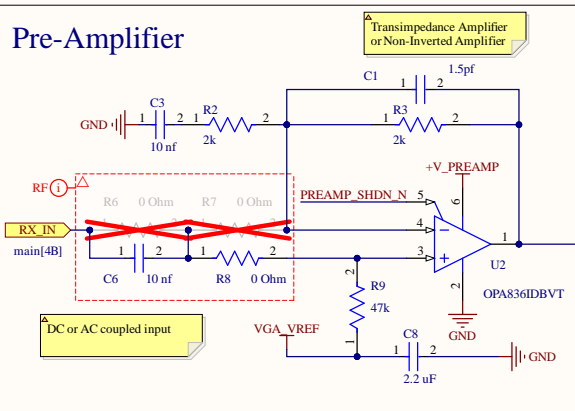 Pre-Amplifier
Transimpedance Amplifier
or Non-Inverted Amplifier
C1
1.5pf
1 2
C3
R2
R3
GND
1 2 1 2
1 2
10 nf
2k
2k
+V_PREAMP
RF i
R6 0 Ohm R7 0 Ohm
PREAMP_SHDN_N
5
6
RX_IN
4
1
main[4B]
1 2 1 2
3
U2
C6 10 nf R8 0 Ohm
2
R9
47k
2
OPA836IDBVT
GND
DC or AC coupled input
VGA_VREF
1
C8
1 2
GND
2.2 uF